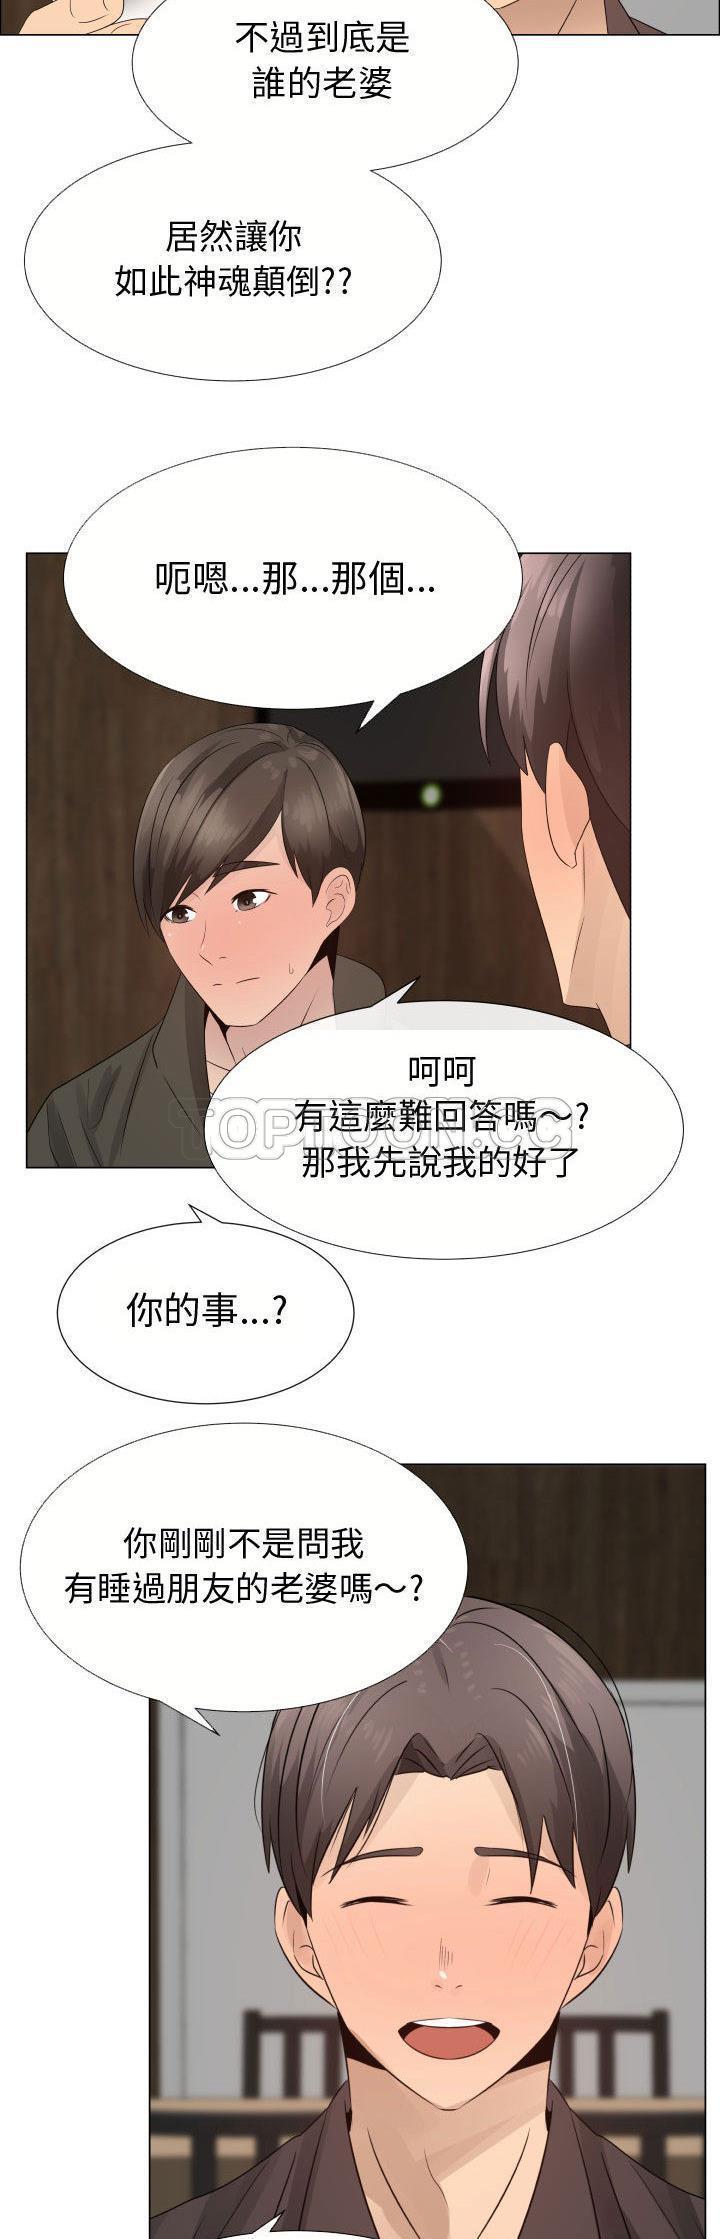 不過到底是
誰的老婆
居然讓你
如此神魂顛倒??
呃嗯...那...那個...
呵呵
有這麼難回答嗎～?
那我先說我的好了
TOPTOON.CC
你的事...?
你剛剛不是問我
有睡過朋友的老婆嗎～?